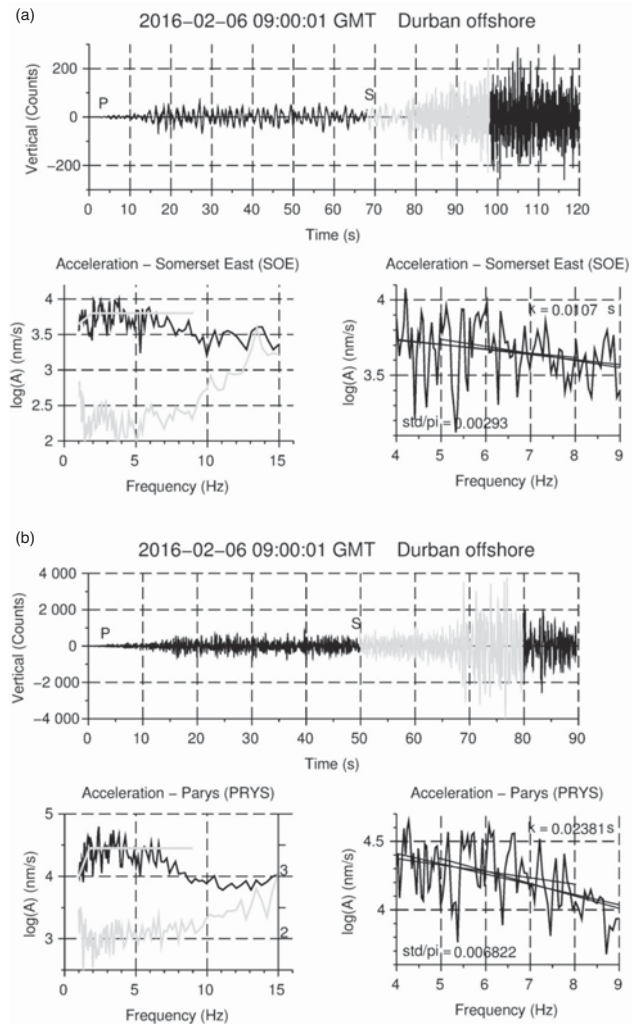 (a)
2016–02–06 09:00:01 GMT Durban offshore
Vertical (Counts)
200
0
−200
P
S
0 10 20 30 40 50 60 70 80 90 100 110 120
Time (s)
Acceleration – Somerset East (SOE)
log(A) (nm/s)
4
3.5
3
2.5
2
0 5 10 15
Frequency (Hz)
Acceleration – Somerset East (SOE)
log(A) (nm/s)
4
3.5
k = 0.0107 s
std/pi = 0.00293
4 5 6 7 8 9
Frequency (Hz)
(b)
2016–02–06 09:00:01 GMT Durban offshore
Vertical (Counts)
4 000
2 000
0
−2 000
−4 000
P
S
0 10 20 30 40 50 60 70 80 90
Time (s)
Acceleration – Parys (PRYS)
log(A) (nm/s)
5
4
3
3
2
0 5 10 15
Frequency (Hz)
Acceleration – Parys (PRYS)
log(A) (nm/s)
4.5
4
k = 0.02381 s
std/pi = 0.006822
4 5 6 7 8 9
Frequency (Hz)